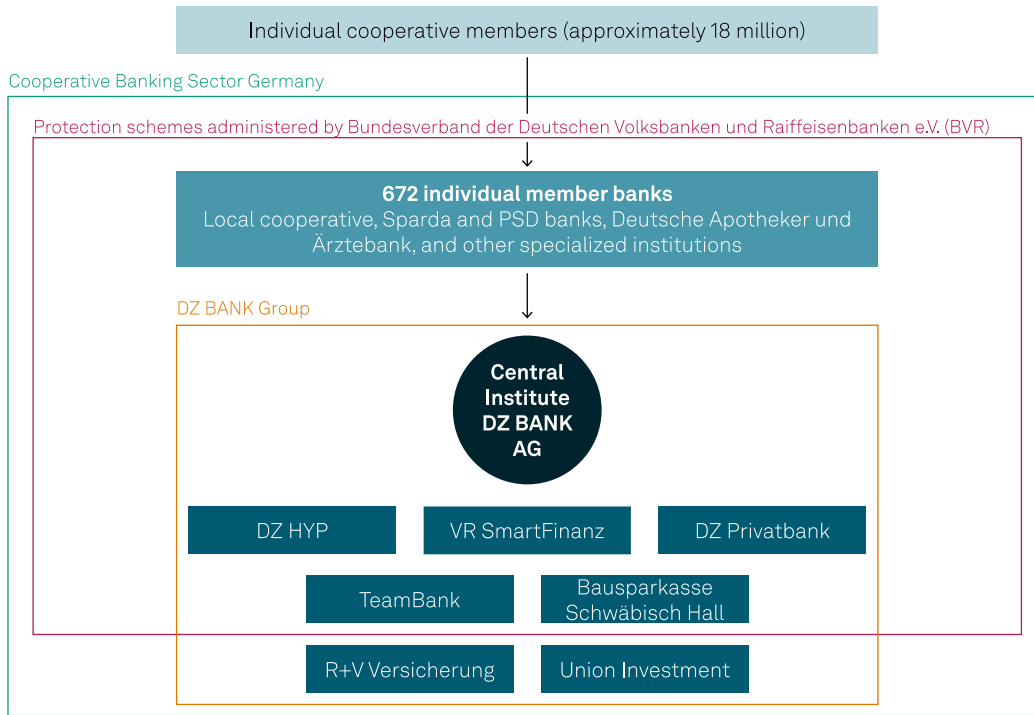 Individual cooperative members (approximately 18 million)
Cooperative Banking Sector Germany
Protection schemes administered by Bundesverband der Deutschen Volksbanken und Raiffeisenbanken e.V. (BVR)
672 individual member banks
Local cooperative, Sparda and PSD banks, Deutsche Apotheker und
Ärztebank, and other specialized institutions
DZ BANK Group
Central
Institute
DZ BANK
AG
DZ HYP
VR SmartFinanz
DZ Privatbank
TeamBank
Bausparkasse
Schwäbisch Hall
R+V Versicherung
Union Investment